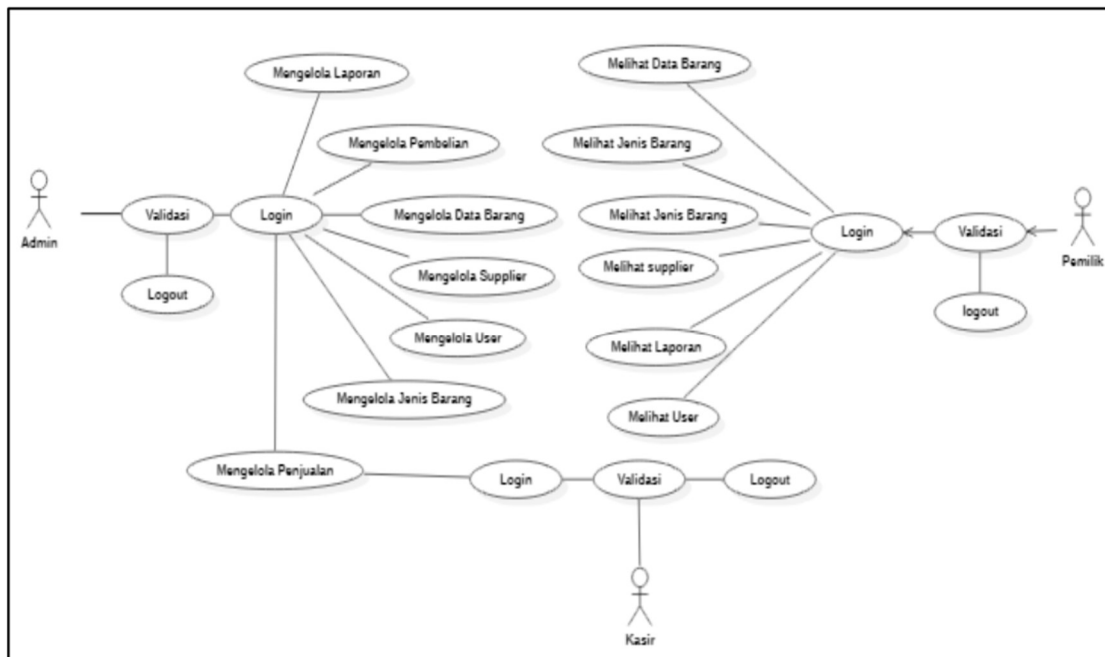 Mengelola Laporan
Mengelola Pembelian
Admin
Validasi
Login
Mengelola Data Barang
Logout
Mengelola Supplier
Mengelola User
Mengelola Jenis Barang
Mengelola Penjualan
Melihat Data Barang
Melihat Jenis Barang
Melihat Jenis Barang
Melihat supplier
Login
Validasi
Pemilik
logout
Melihat Laporan
Melihat User
Login
Validasi
Logout
Kasir